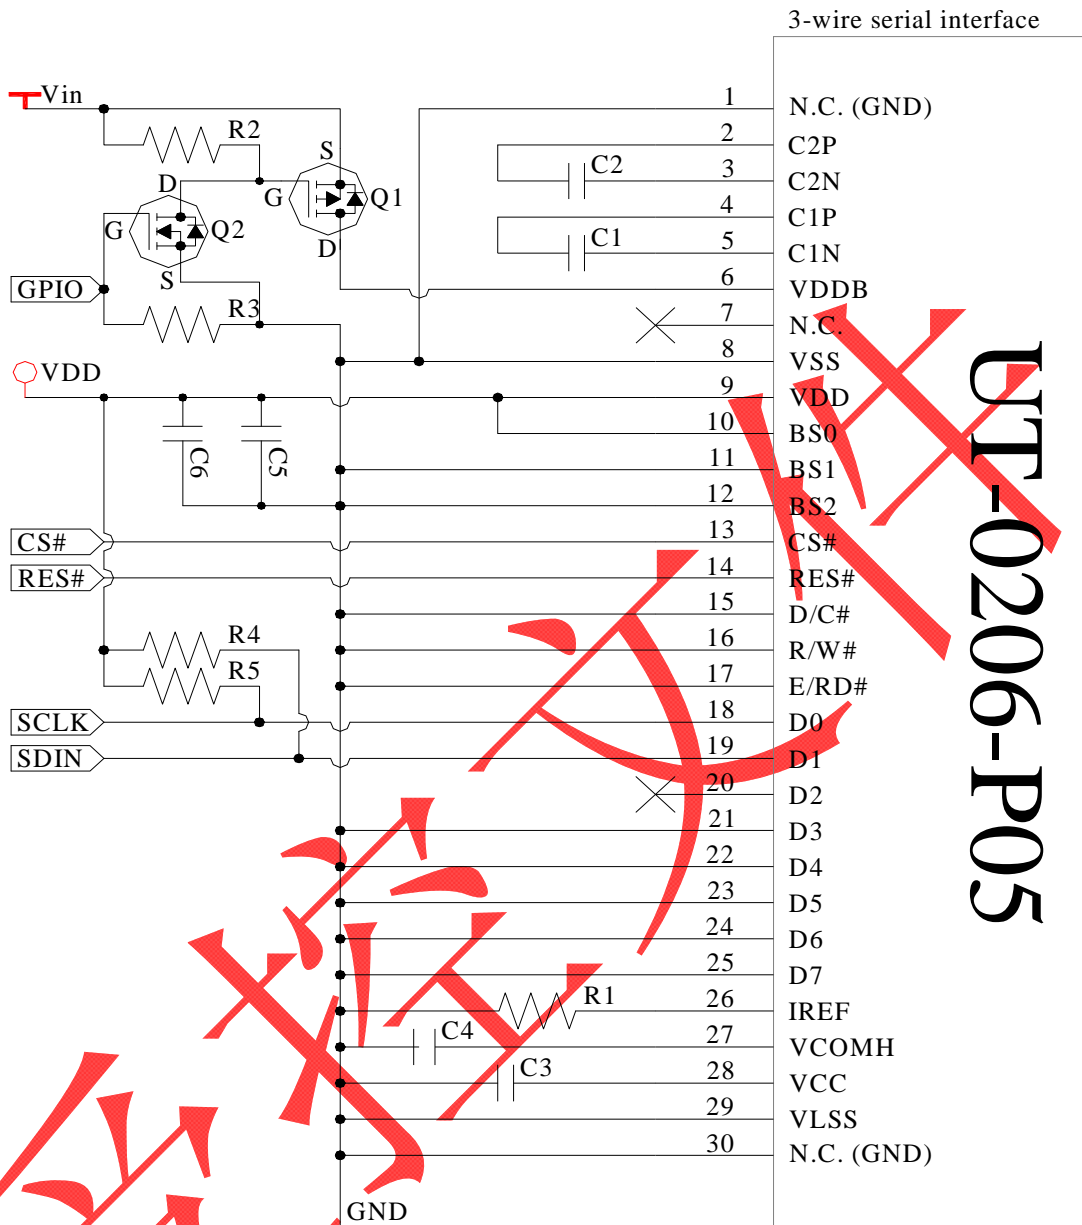 3-wire serial interface
Vin
1 N.C. (GND)
R2
2 C2P
S
C2
3 C2N
D
G
Q1
4 C1P
G
Q2
C1
D
5 C1N
S
GPIO
6 VDDB
R3
7 N.C.
8 VSS
VDD
9 VDD
10 BS0
C6
C5
11 BS1
12 BS2
CS#
13 CS#
RES#
14 RES#
15 D/C#
R4
16 R/W#
R5
17 E/RD#
SCLK
18 D0
SDIN
19 D1
20 D2
21 D3
22 D4
23 D5
24 D6
25 D7
R1
26 IREF
C4
27 VCOMH
C3
28 VCC
29 VLSS
30 N.C. (GND)
GND
UT-0206-P05